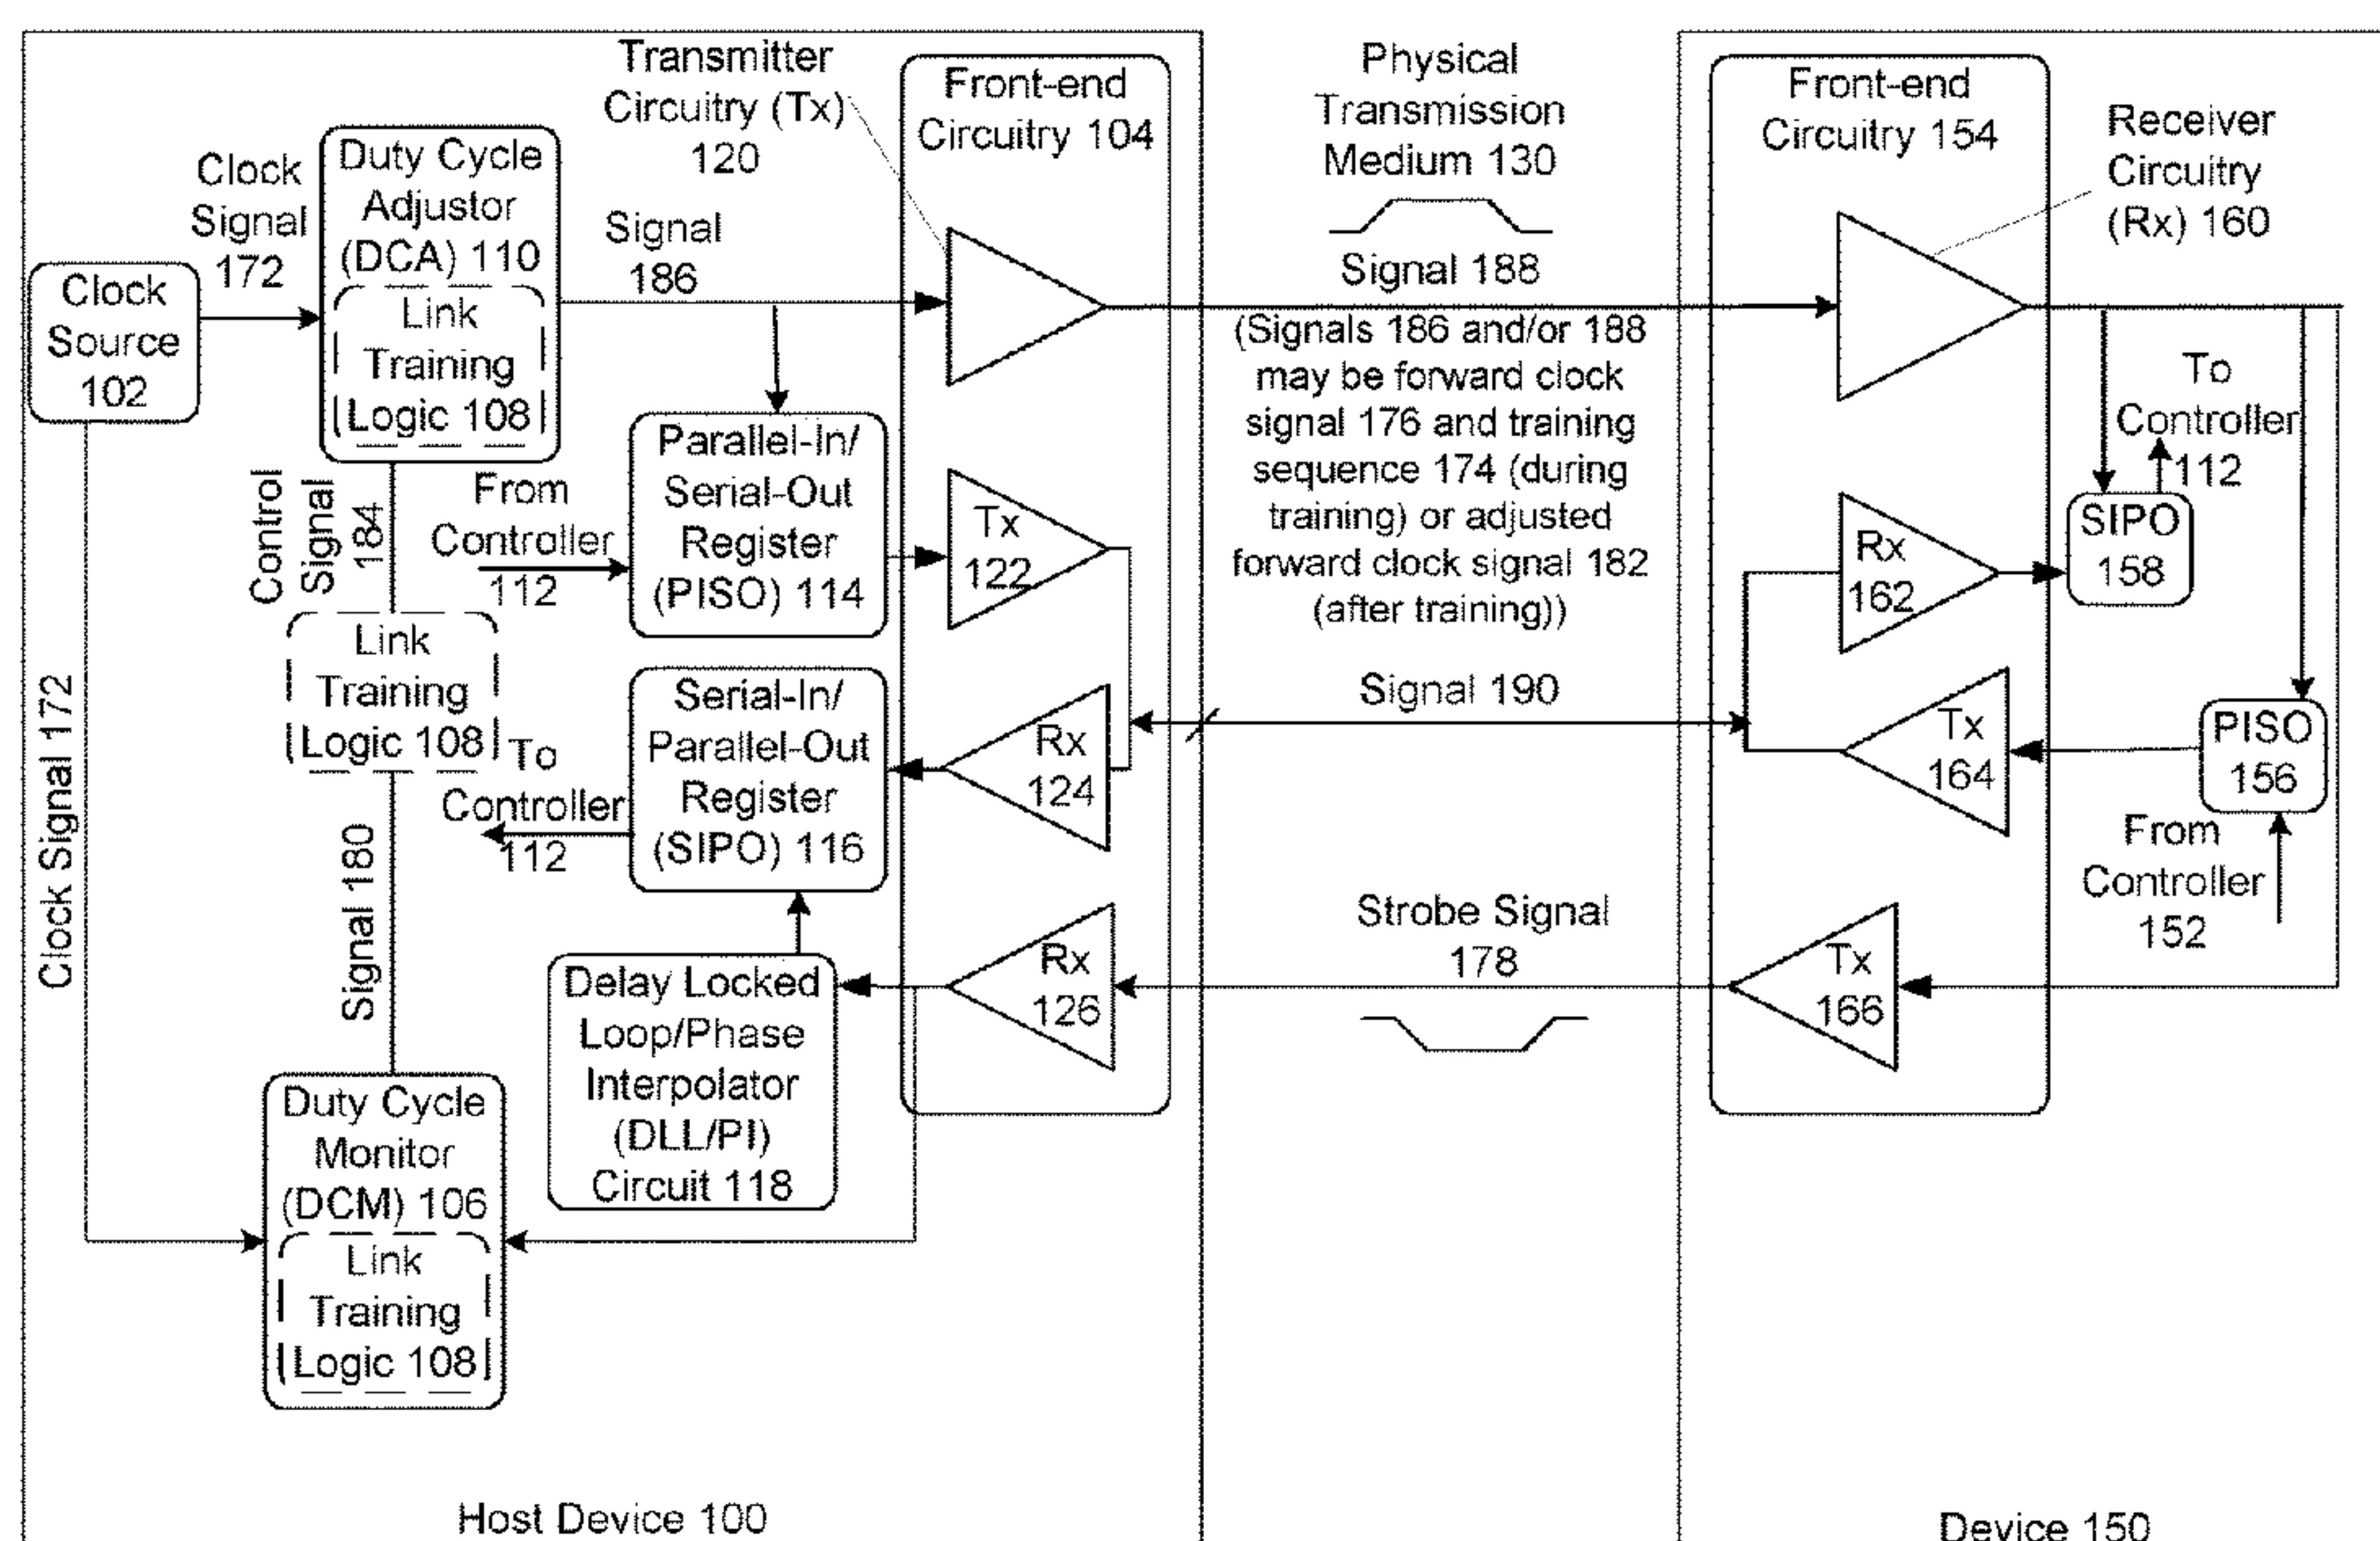 Transmitter
Circuitry (Tx)
120
Front-end
Circuitry 104
Physical
Transmission
Medium 130
Front-end
Circuitry 154
Receiver
Circuitry
(Rx) 160
Clock
Signal
172
Duty Cycle
Adjustor
(DCA) 110
Link
Training
Logic 108
Signal
186
Signal 188
Clock
Source
102
(Signals 186 and/or 188
may be forward clock
signal 176 and training
sequence 174 (during
training) or adjusted
forward clock signal 182
(after training))
To
Controller
112
Control
Signal
184
From
Controller
112
Parallel-In/
Serial-Out
Register
(PISO) 114
Tx
122
Rx
162
SIPO
158
Link
Training
Logic 108
To
Controller
112
Serial-In/
Parallel-Out
Register
(SIPO) 116
Rx
124
Signal 190
Tx
164
PISO
156
From
Controller
152
Clock Signal 172
Signal 180
Delay Locked
Loop/Phase
Interpolator
(DLL/PI)
Circuit 118
Rx
126
Strobe Signal
178
Tx
166
Duty Cycle
Monitor
(DCM) 106
Link
Training
Logic 108
Host Device 100
Device 150